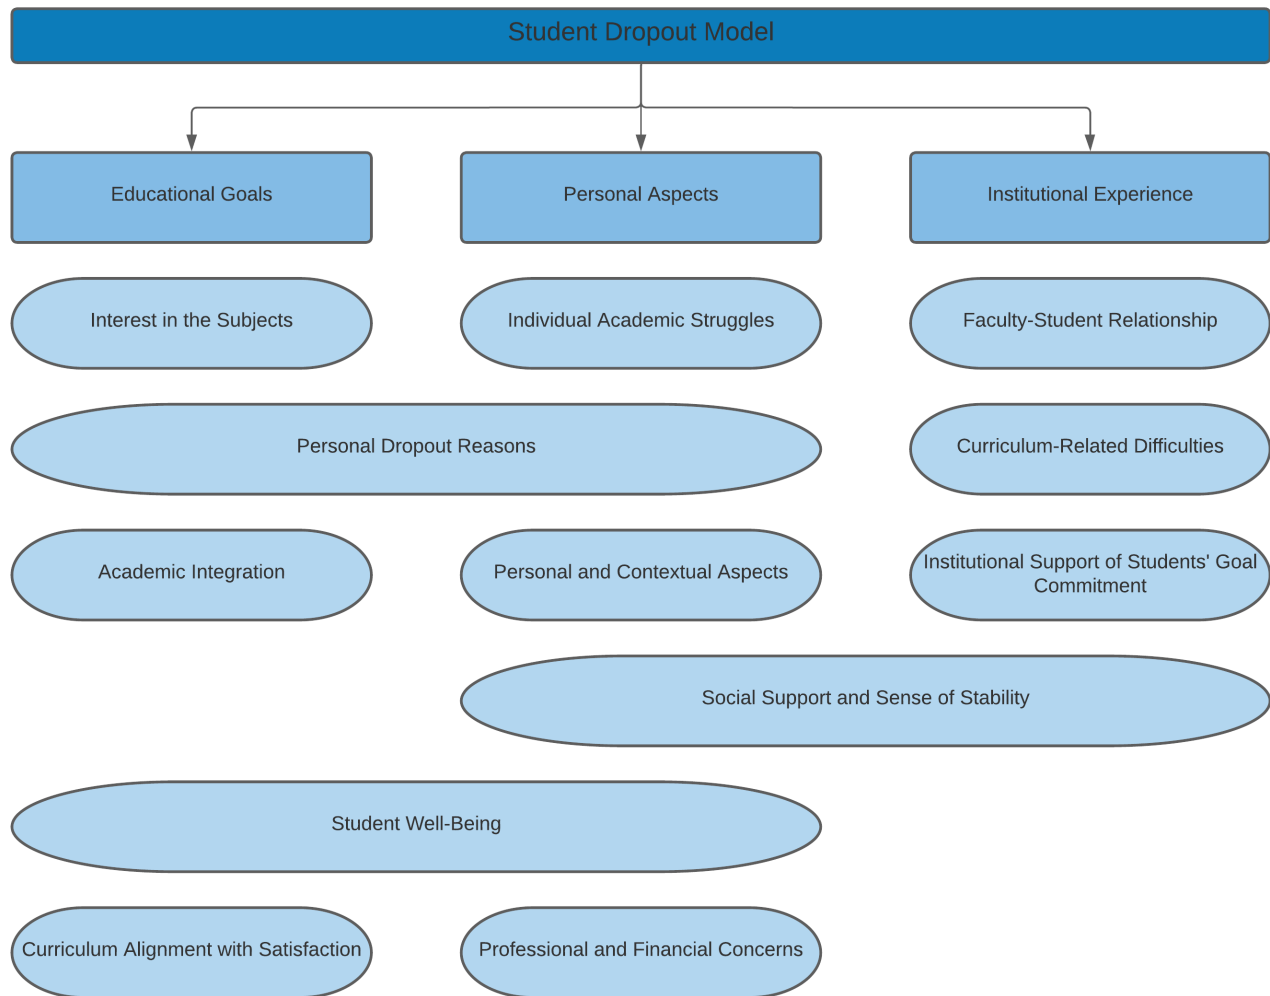 Student Dropout Model
Educational Goals
Personal Aspects
Institutional Experience
Interest in the Subjects
Individual Academic Struggles
Faculty-Student Relationship
Personal Dropout Reasons
Curriculum-Related Difficulties
Academic Integration
Personal and Contextual Aspects
Institutional Support of Students' Goal
Commitment
Social Support and Sense of Stability
Student Well-Being
Curriculum Alignment with Satisfaction
Professional and Financial Concerns